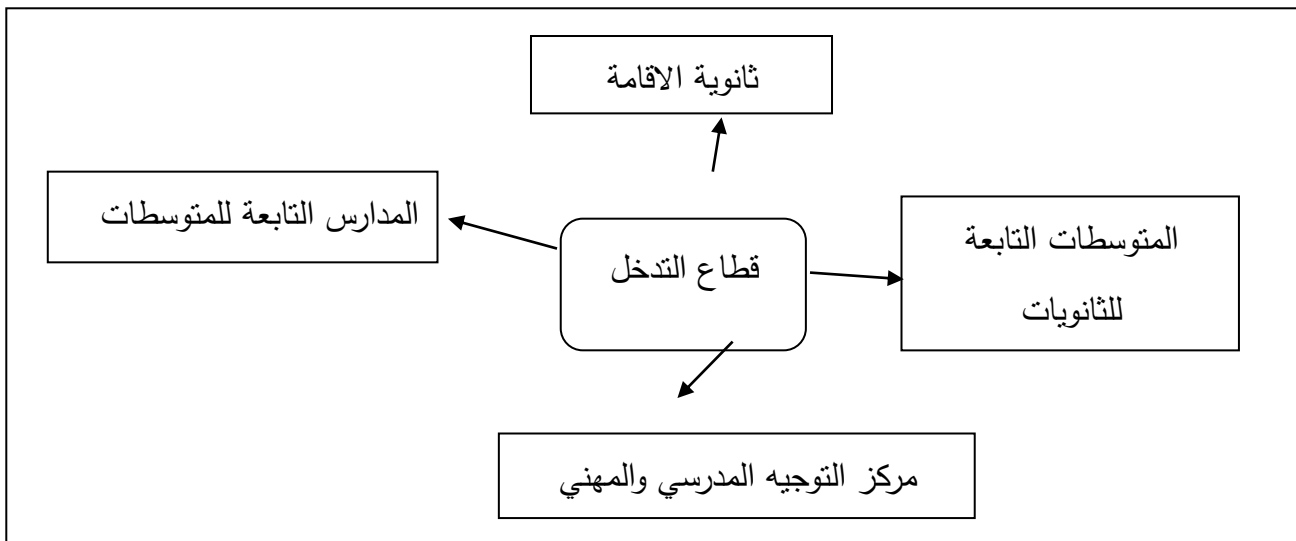 ثانوية الاقامة
المدارس التابعة للمتوسطات
قطاع التدخل
المتوسطات التابعة
للثانويات
مركز التوجيه المدرسي والمهني